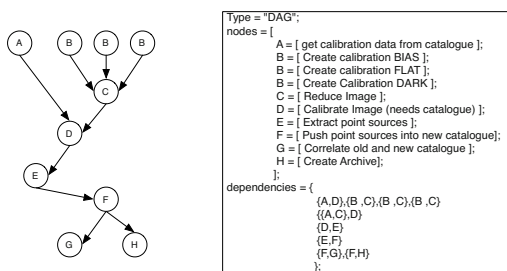 A
B
B
B
C
D
E
F
G
H
Type = "DAG";
nodes = [
A = [ get calibration data from catalogue ];
B = [ Create calibration BIAS ];
B = [ Create calibration FLAT ];
B = [ Create Calibration DARK ];
C = [ Reduce Image ];
D = [ Calibrate Image (needs catalogue) ];
E = [ Extract point sources ];
F = [ Push point sources into new catalogue];
G = [ Correlate old and new catalogue ];
H = [ Create Archive];
];
dependencies = {
{A,D},{B ,C},{B ,C},{B ,C}
{{A,C},D}
{D,E}
{E,F}
{F,G},{F,H}
};